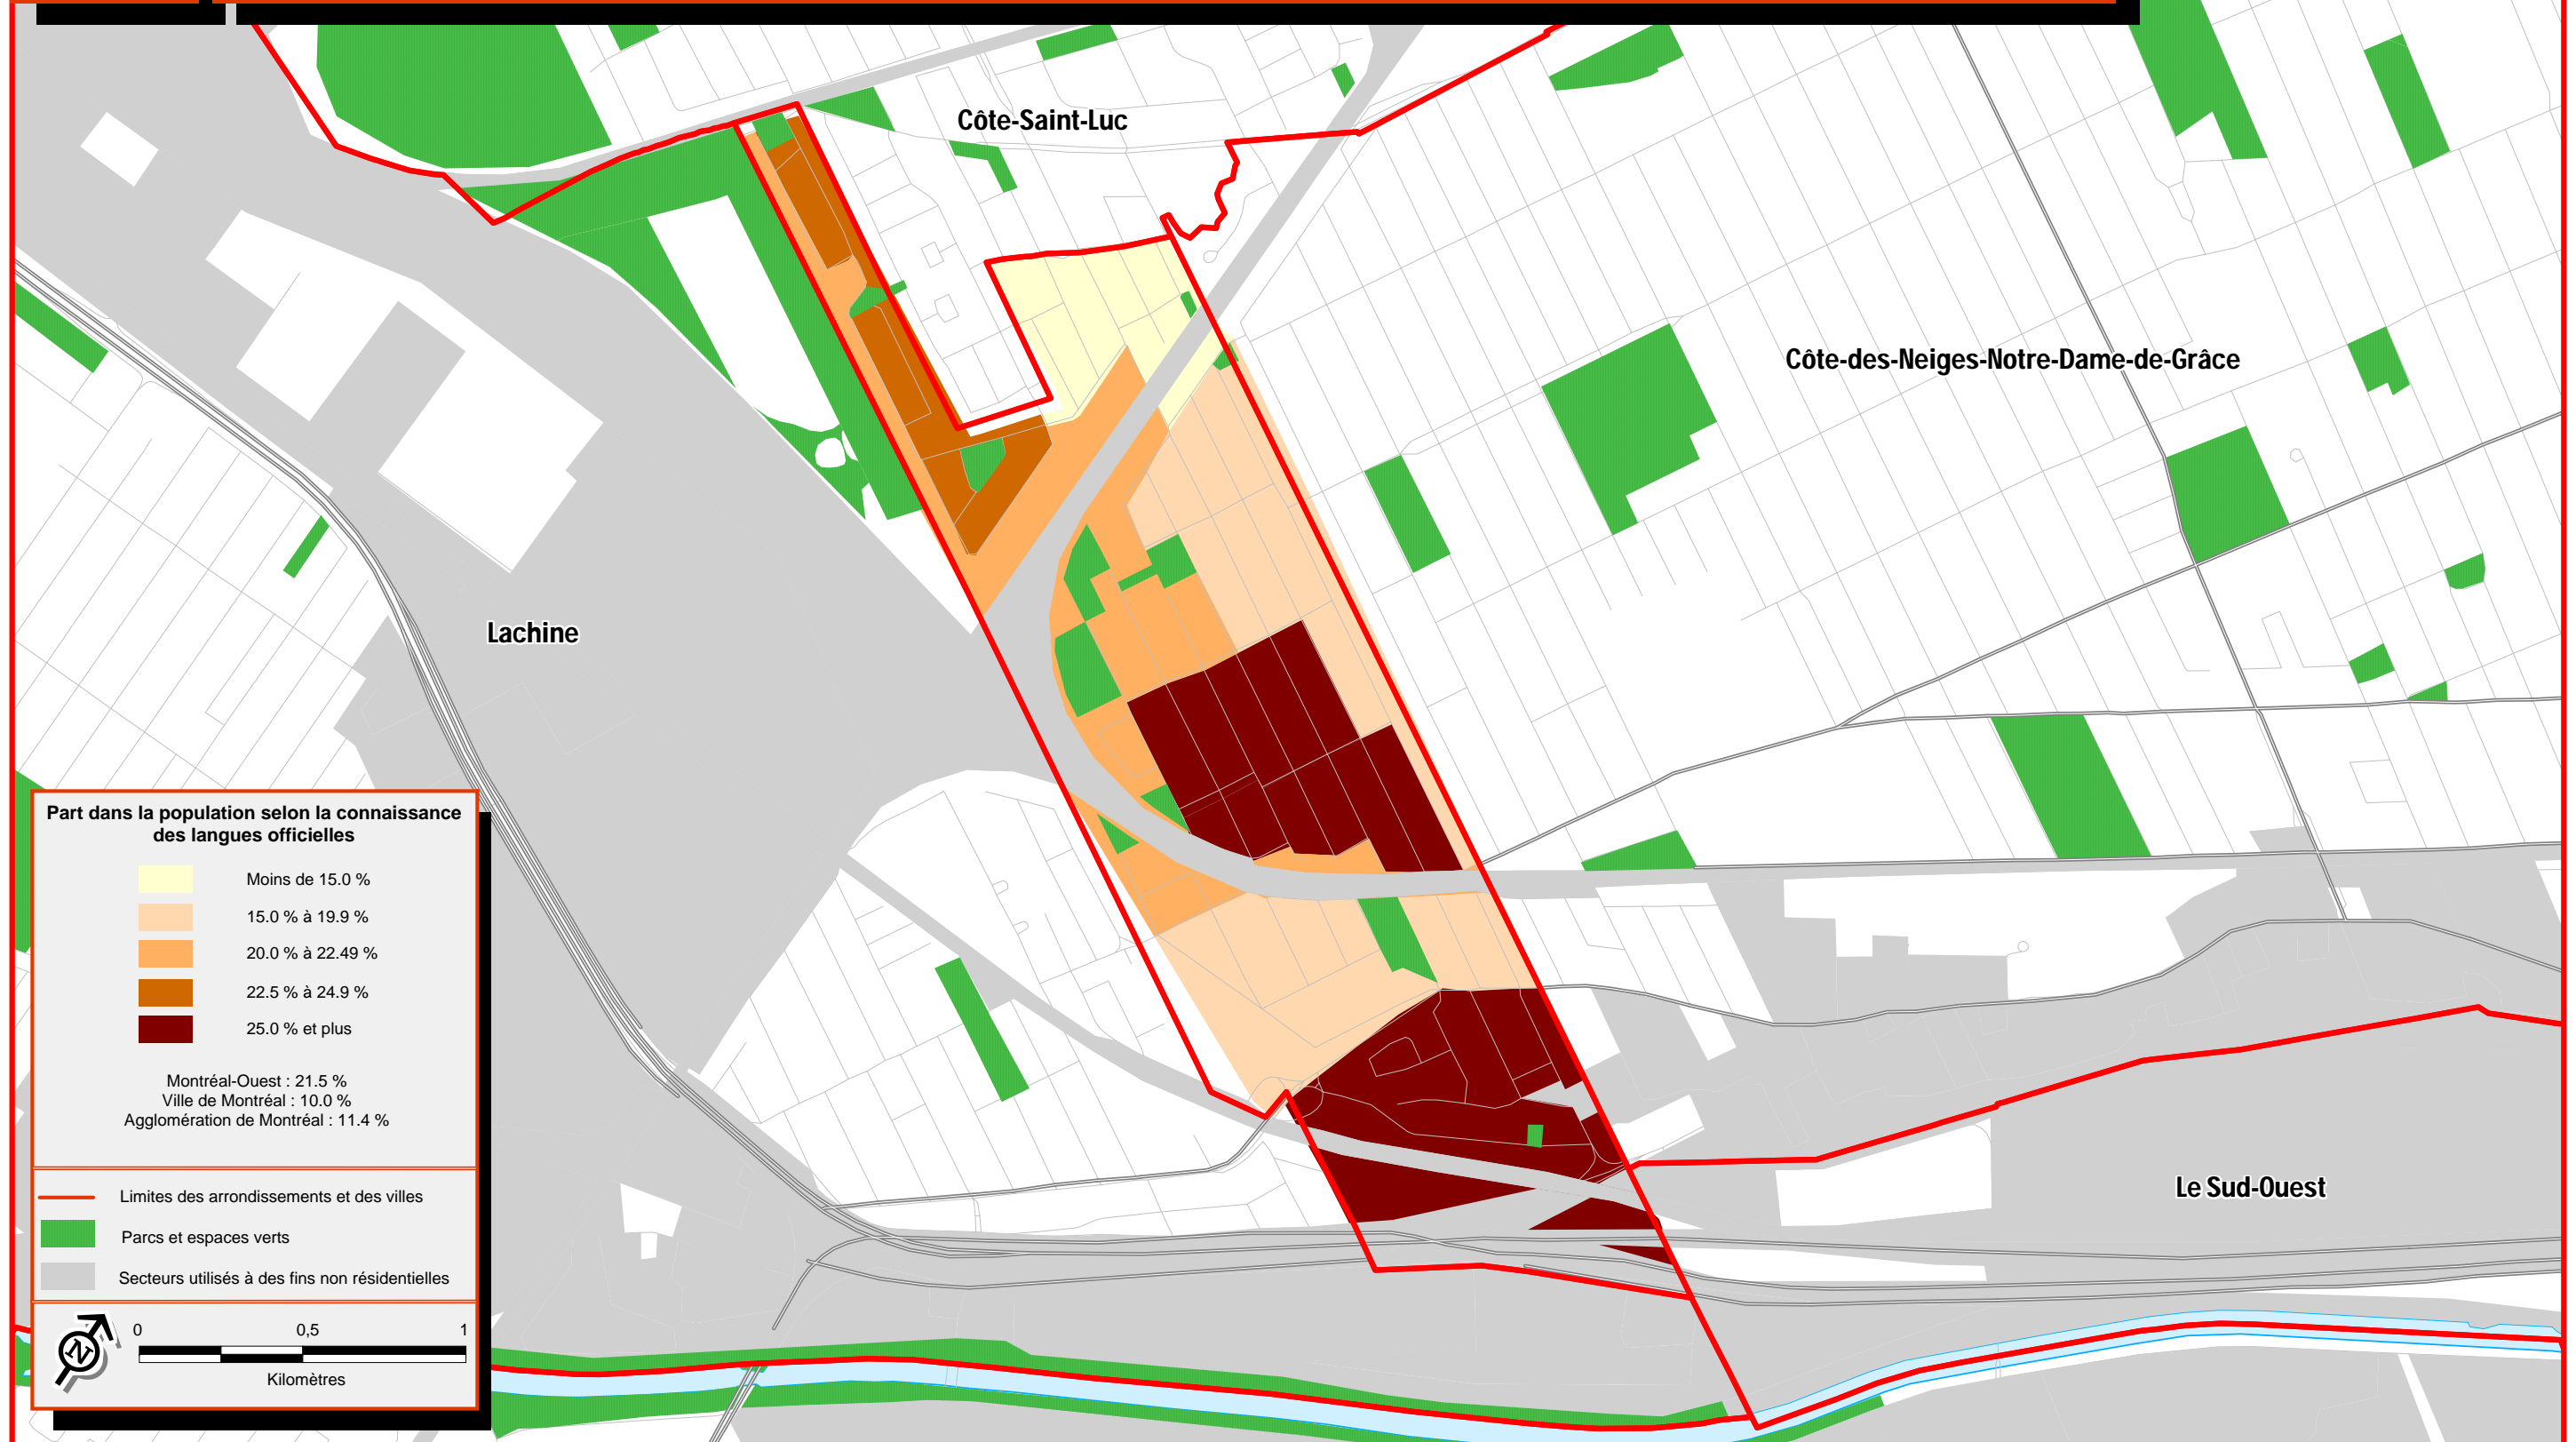 Côte-Saint-Luc
Côte-des-Neiges-Notre-Dame-de-Grâce
Lachine
Le Sud-Ouest
Part dans la population selon la connaissance
des langues officielles
Moins de 15.0 %
15.0 % à 19.9 %
20.0 % à 22.49 %
22.5 % à 24.9 %
25.0 % et plus
Montréal-Ouest : 21.5 %
Ville de Montréal : 10.0 %
Agglomération de Montréal : 11.4 %
Limites des arrondissements et des villes
Parcs et espaces verts
Secteurs utilisés à des fins non résidentielles
N
0 0,5 1
Kilomètres